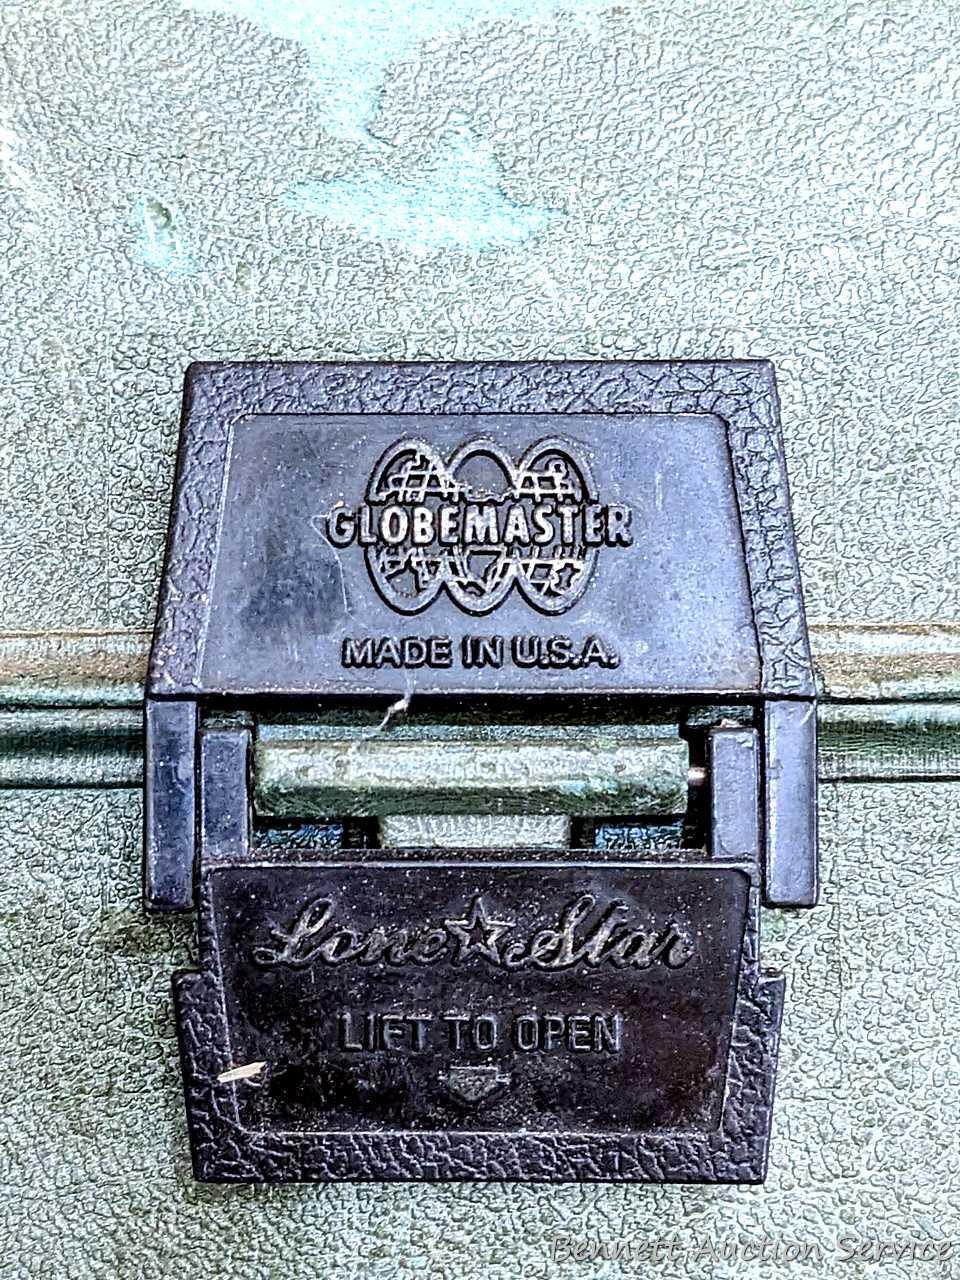 GLOBEMASTER
MADE IN U.S.A.
Lone Star
LIFT TO OPEN
Bennett Auction Service